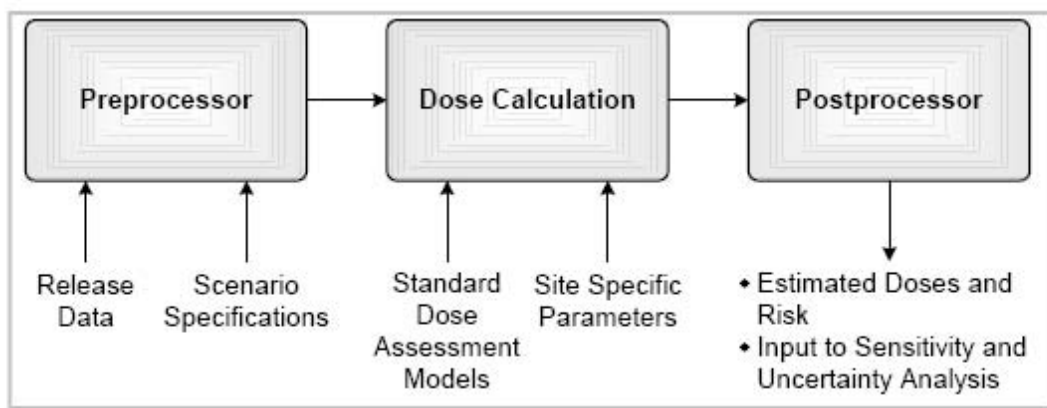 Preprocessor
Dose Calculation
Postprocessor
Release
Data
Scenario
Specifications
Standard
Dose
Assessment
Models
Site Specific
Parameters
◆ Estimated Doses and
Risk
◆ Input to Sensitivity and
Uncertainty Analysis